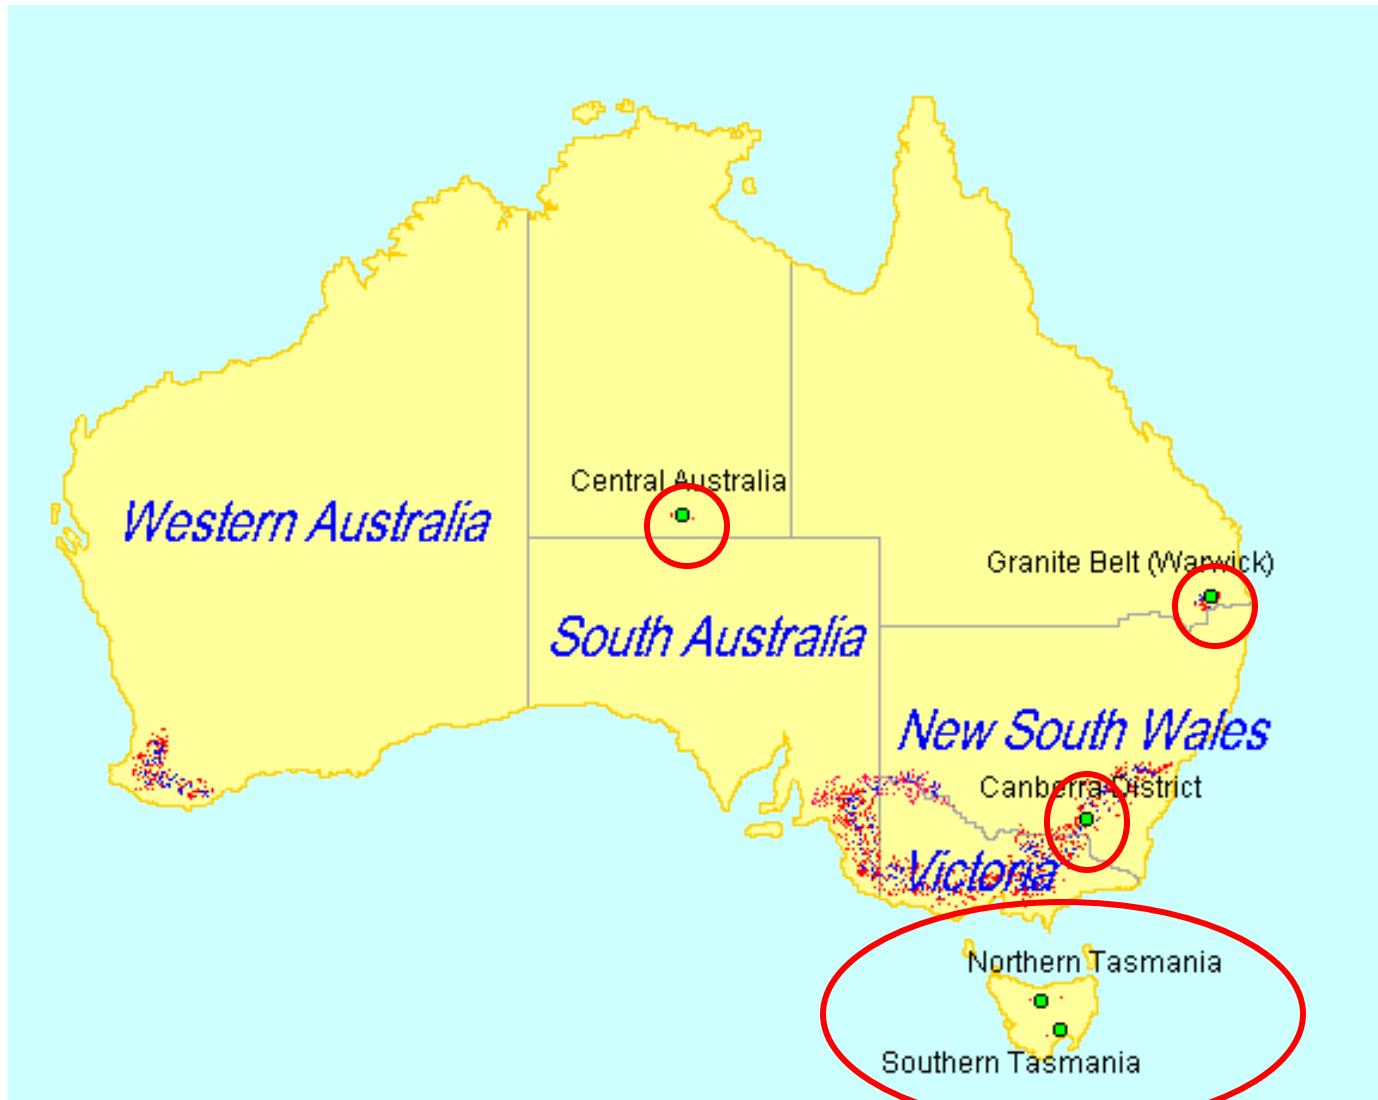 Central Australia
Western Australia
Granite Belt (Warwick)
South Australia
New South Wales
Canberra District
Victoria
Northern Tasmania
Southern Tasmania